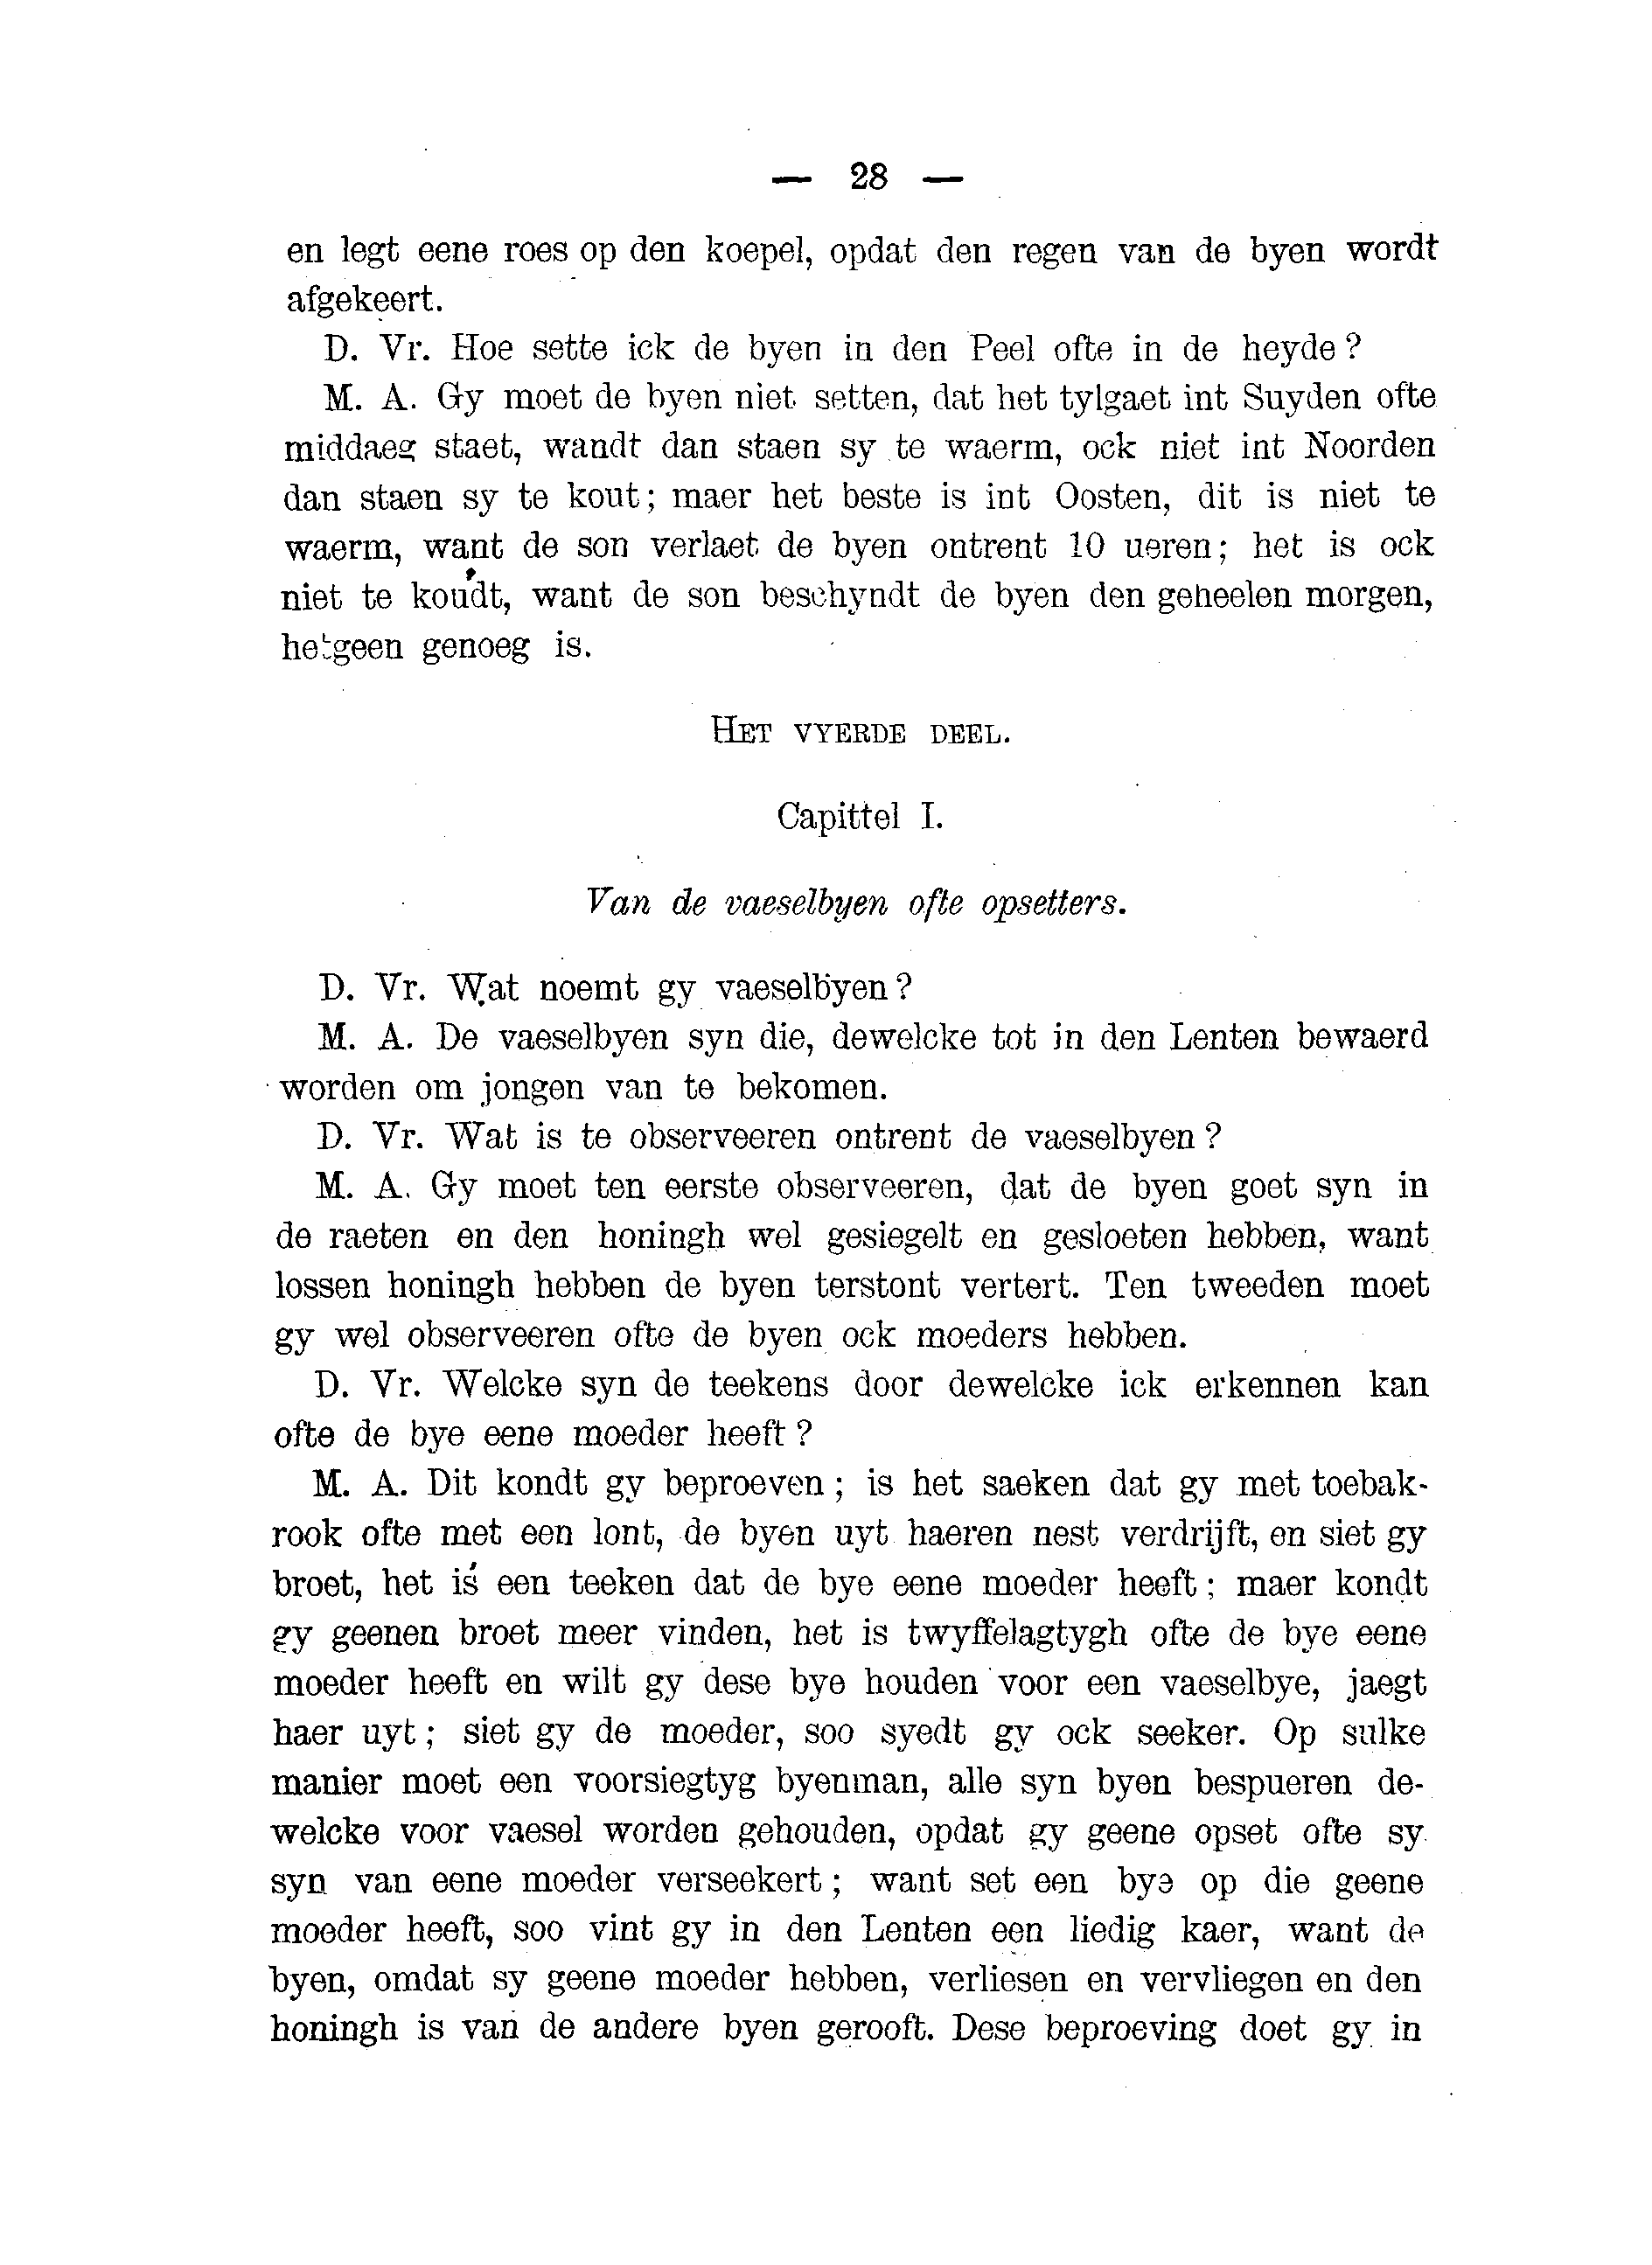 — 28 —
en legt eene roes op den koepel, opdat den regen van de byen wordt
afgekeert.
D. Vr. Hoe sette ick de byen in den Peel ofte in de heyde?
M. A. Gy moet de byen niet setten, dat het tylgaet int Suyden ofte
middaeg staet, wandt dan staen sy te waerm, ock niet int Noorden
dan staen sy te kout; maer het beste is int Oosten, dit is niet te
waerm, want de son verlaet de byen ontrent 10 ueren; het is ock
niet te koudt, want de son beschyndt de byen den geheelen morgen,
hetgeen genoeg is.
HET VYERDE DEEL.
Capittel I.
Van de vaeselbyen ofte opsetters.
D. Vr. Wat noemt gy vaeselbyen?
M. A. De vaeselbyen syn die, dewelcke tot in den Lenten bewaerd
worden om jongen van te bekomen.
D. Vr. Wat is te observeeren ontrent de vaeselbyen?
M. A. Gy moet ten eerste observeeren, dat de byen goet syn in
de raeten en den honingh wel gesiegelt en gesloeten hebben, want
lossen honingh hebben de byen terstont vertert. Ten tweeden moet
gy wel observeeren ofte de byen ock moeders hebben.
D. Vr. Welcke syn de teekens door dewelcke ick erkennen kan
ofte de bye eene moeder heeft?
M. A. Dit kondt gy beproeven; is het saeken dat gy met toebak-
rook ofte met een lont, de byen uyt haeren nest verdrijft, en siet gy
broet, het is een teeken dat de bye eene moeder heeft; maer kondt
gy geenen broet meer vinden, het is twyffelagtygh ofte de bye eene
moeder heeft en wilt gy dese bye houden voor een vaeselbye, jaegt
haer uyt; siet gy de moeder, soo syedt gy ock seeker. Op sulke
manier moet een voorsiegtyg byenman, alle syn byen bespueren de-
welcke voor vaesel worden gehouden, opdat gy geene opset ofte sy
syn van eene moeder verseekert; want set een bye op die geene
moeder heeft, soo vint gy in den Lenten een liedig kaer, want de
byen, omdat sy geene moeder hebben, verliesen en vervliegen en den
honingh is van de andere byen gerooft. Dese beproeving doet gy in